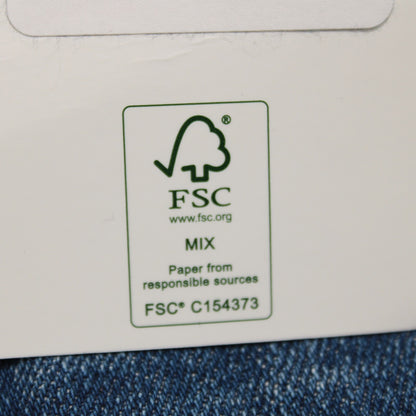 ®
FSC
www.fsc.org
MIX
Paper from
responsible sources
FSC® C154373